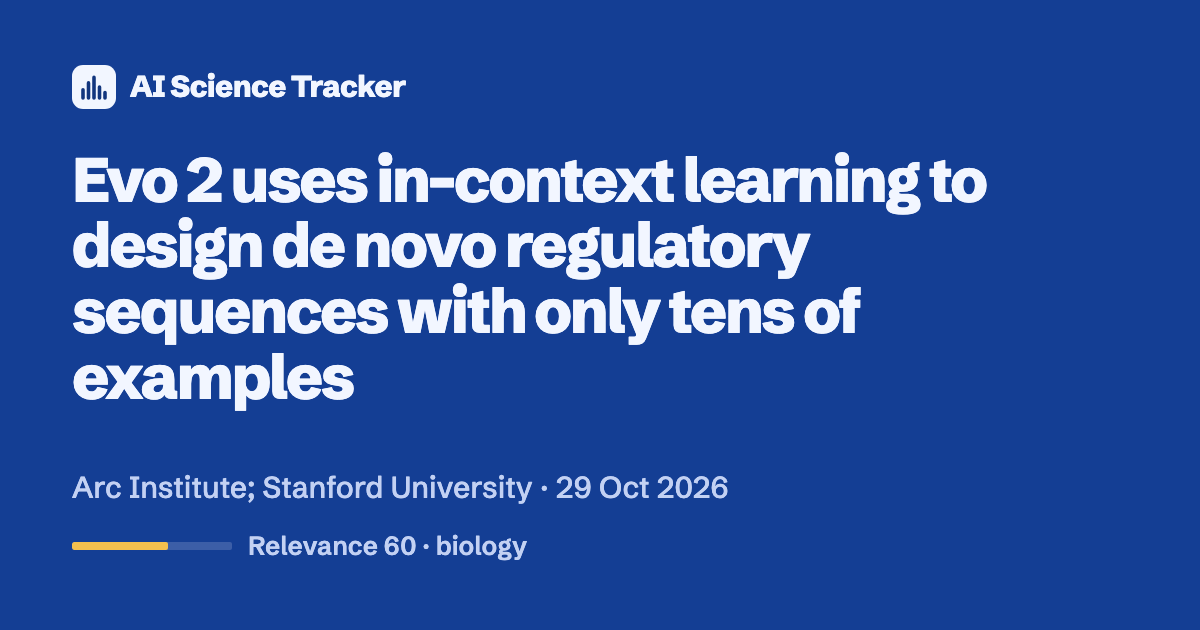 AI Science Tracker
Evo 2 uses in-context learning to
design de novo regulatory
sequences with only tens of
examples
Arc Institute; Stanford University · 29 Oct 2026
Relevance 60 · biology